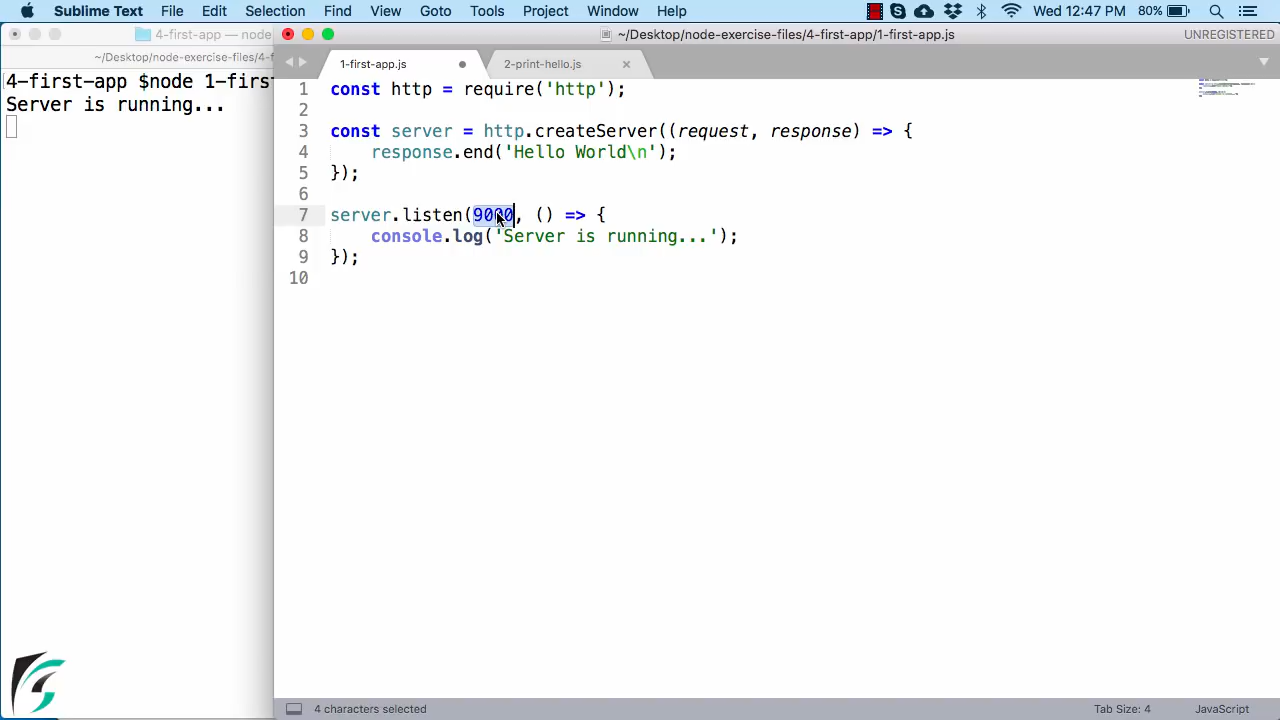 Sublime Text File Edit Selection Find View Goto Tools Project Window Help Wed 12:47 PM 80%
4-first-app — node
~/Desktop/node-exercise-files/4-f
4-first-app $node 1-first
Server is running...
~/Desktop/node-exercise-files/4-first-app/1-first-app.js UNREGISTERED
1-first-app.js 2-print-hello.js
1 const http = require('http');
2
3 const server = http.createServer((request, response) => {
4 response.end('Hello World\n');
5 });
6
7 server.listen(9000, () => {
8 console.log('Server is running...');
9 });
10
4 characters selected Tab Size: 4 JavaScript